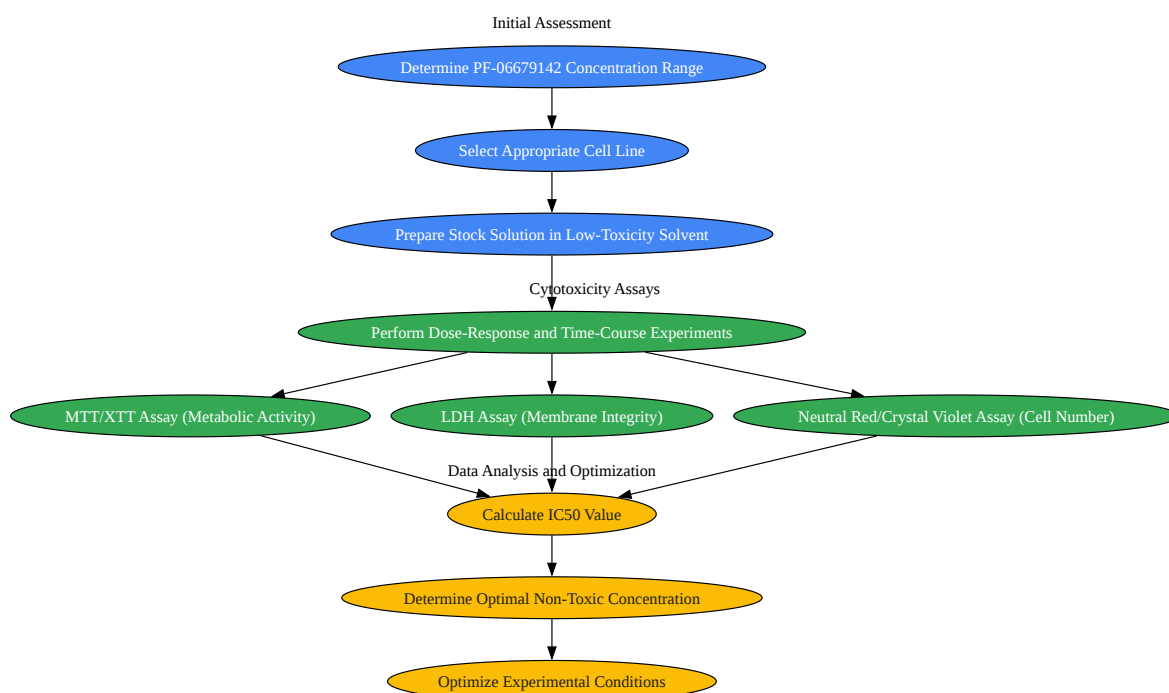 Initial Assessment
Determine PF-06679142 Concentration Range
Select Appropriate Cell Line
Prepare Stock Solution in Low-Toxicity Solvent
Cytotoxicity Assays
Perform Dose-Response and Time-Course Experiments
MTT/XTT Assay (Metabolic Activity)
LDH Assay (Membrane Integrity)
Neutral Red/Crystal Violet Assay (Cell Number)
Data Analysis and Optimization
Calculate IC50 Value
Determine Optimal Non-Toxic Concentration
Optimize Experimental Conditions